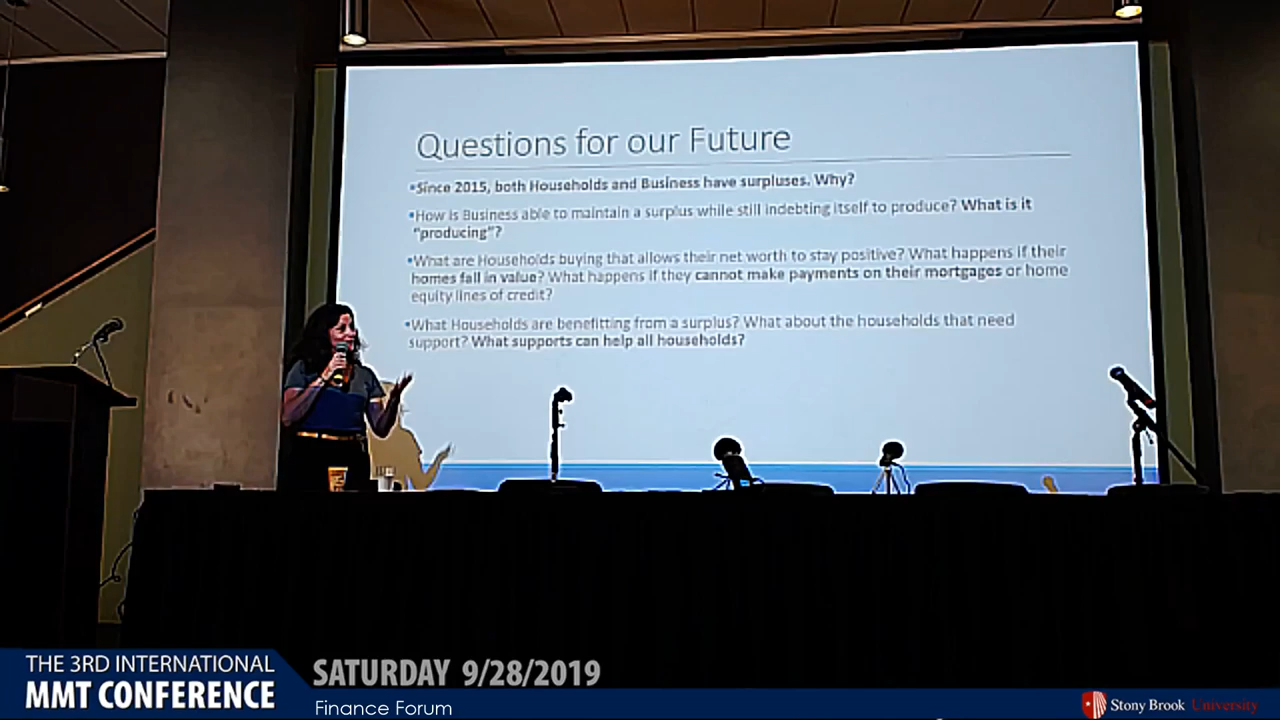 Questions for our Future
▪Since 2015, both Households and Business have surpluses. Why?
▪How is Business able to maintain a surplus while still indebting itself to produce? What is it
“producing”?
▪What are Households buying that allows their net worth to stay positive? What happens if their
homes fall in value? What happens if they cannot make payments on their mortgages or home
equity lines of credit?
▪What Households are benefitting from a surplus? What about the households that need
support? What supports can help all households?
THE 3RD INTERNATIONAL
MMT CONFERENCE
SATURDAY 9/28/2019
Finance Forum
Stony Brook University